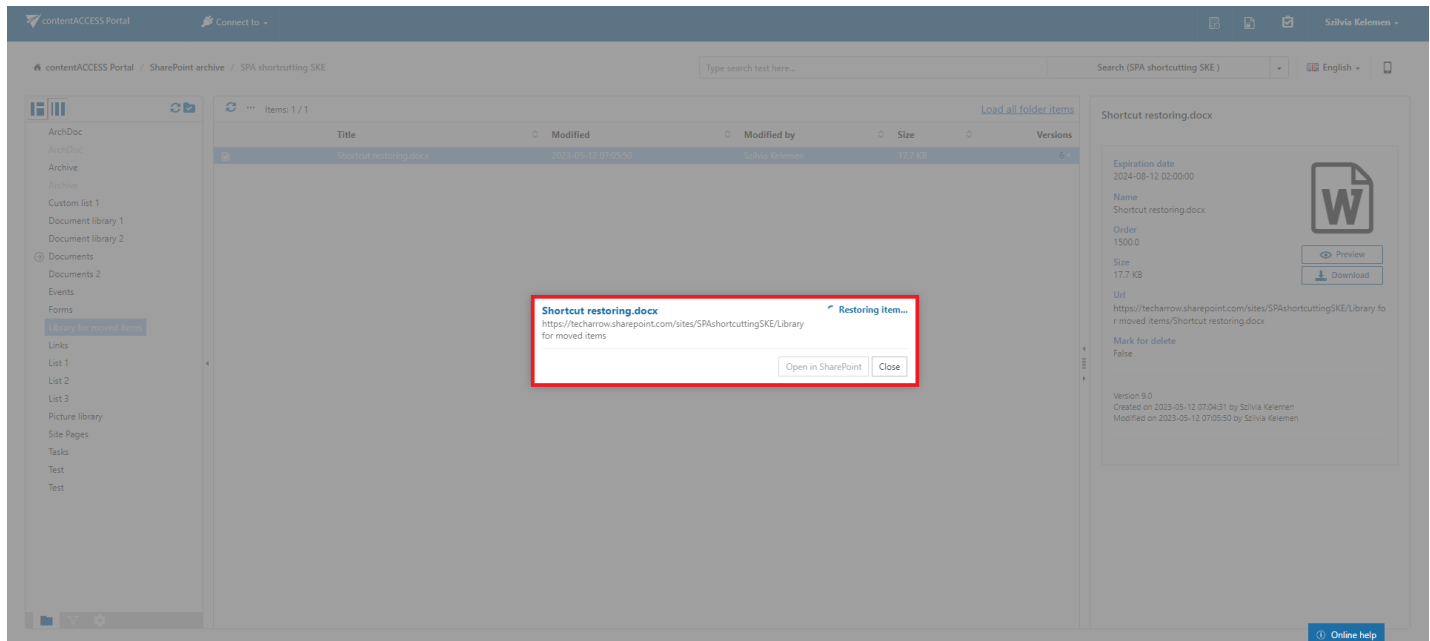 contentACCESS Portal
Connect to
Szilvia Kelemen
contentACCESS Portal / SharePoint archive / SPA shortcutting SKE
Type search text here...
Search (SPA shortcutting SKE )
English
Items: 1 / 1
Load all folder items
Title
Modified
Modified by
Size
Versions
Shortcut restoring.docx
2023-05-12 07:05:50
Szilvia Kelemen
17.7 KB
6
ArchDoc
ArchDoc
Archive
Archive
Custom list 1
Document library 1
Document library 2
Documents
Documents 2
Events
Forms
Library for moved items
Links
List 1
List 2
List 3
Picture library
Site Pages
Tasks
Test
Test
Shortcut restoring.docx
Restoring item...
https://techarrow.sharepoint.com/sites/SPAshortcuttingSKE/Library
for moved items
Open in SharePoint
Close
Shortcut restoring.docx
Expiration date
2024-08-12 02:00:00
Name
Shortcut restoring.docx
Order
1500.0
Size
17.7 KB
Url
https://techarrow.sharepoint.com/sites/SPAshortcuttingSKE/Library fo
r moved items/Shortcut restoring.docx
Mark for delete
False
W
Preview
Download
Version 9.0
Created on 2023-05-12 07:04:31 by Szilvia Kelemen
Modified on 2023-05-12 07:05:50 by Szilvia Kelemen
Online help